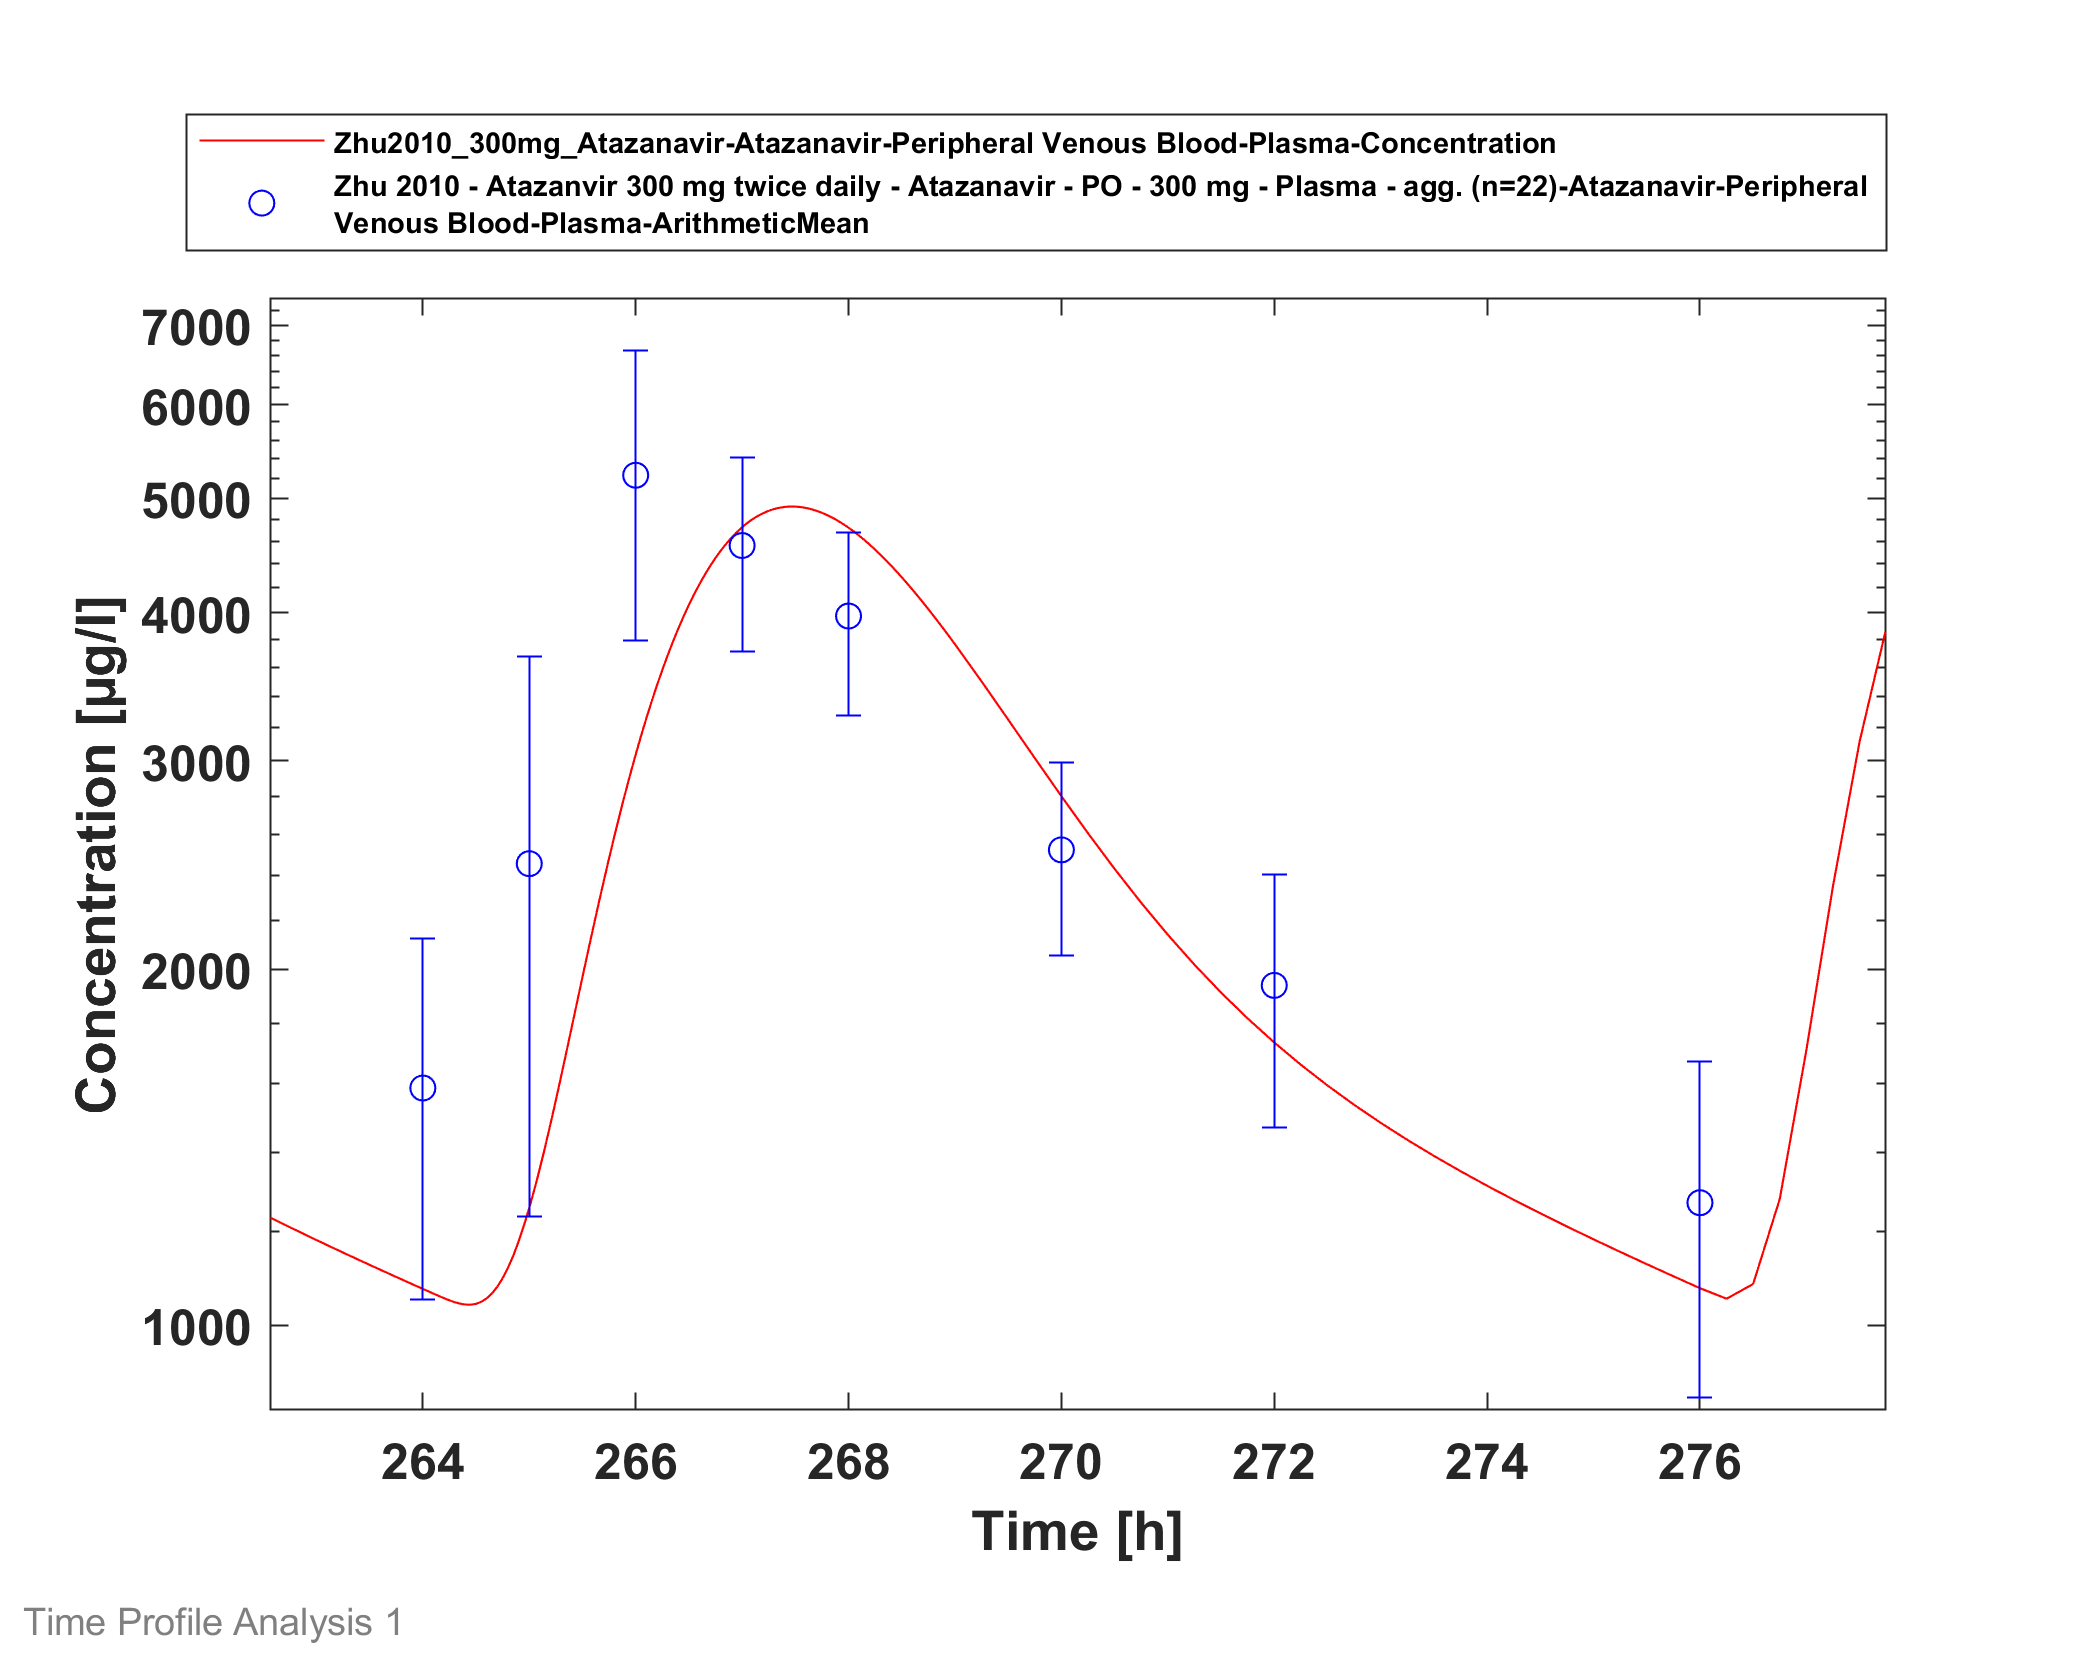 Zhu2010_300mg_Atazanavir-Atazanavir-Peripheral Venous Blood-Plasma-Concentration
Zhu 2010 - Atazanvir 300 mg twice daily - Atazanavir - PO - 300 mg - Plasma - agg. (n=22)-Atazanavir-Peripheral
Venous Blood-Plasma-ArithmeticMean
7000
6000
5000
4000
3000
2000
1000
Concentration [µg/l]
264 266 268 270 272 274 276
Time [h]
Time Profile Analysis 1